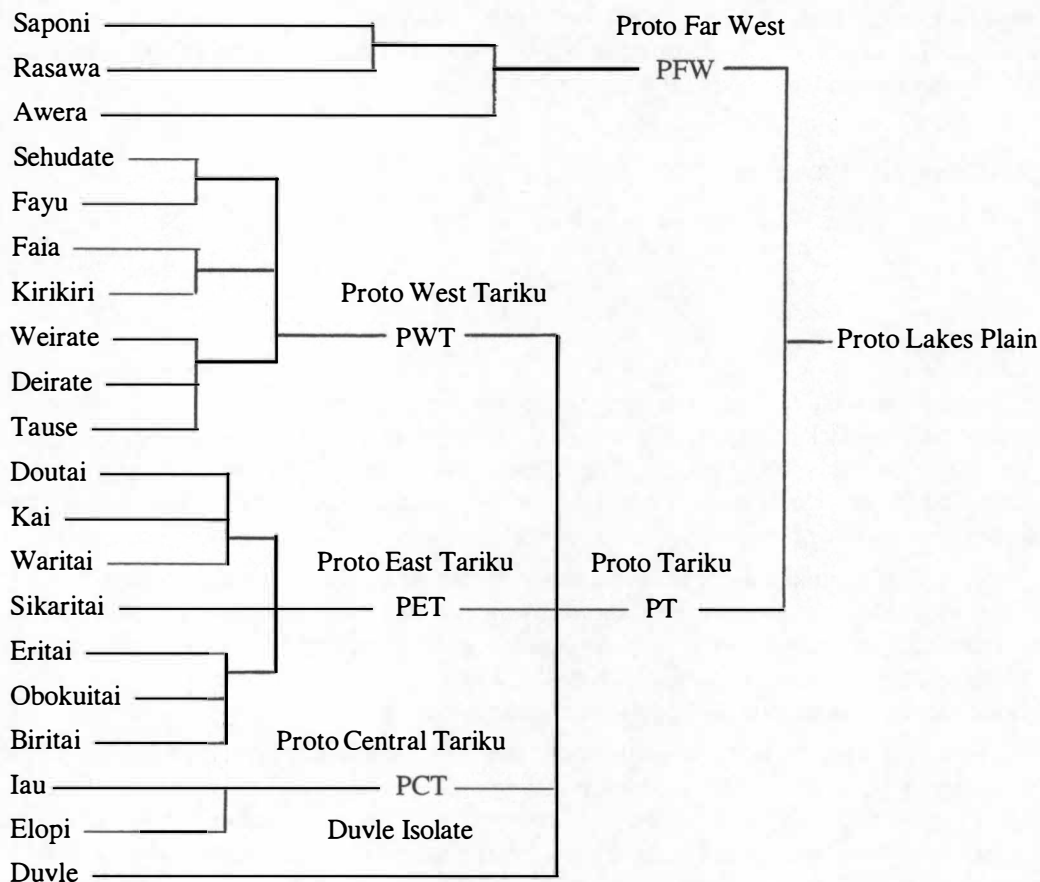 Saponi
Proto Far West
Rasawa
PFW
Awera
Sehudate
Fayu
Faia
Kirikiri
Proto West Tariku
Weirate
PWT
Proto Lakes Plain
Deirate
Tause
Doutai
Kai
Waritai
Proto East Tariku
Proto Tariku
Sikaritai
PET
PT
Eritai
Obokuitai
Biritai
Proto Central Tariku
Iau
PCT
Elopi
Duvle Isolate
Duvle